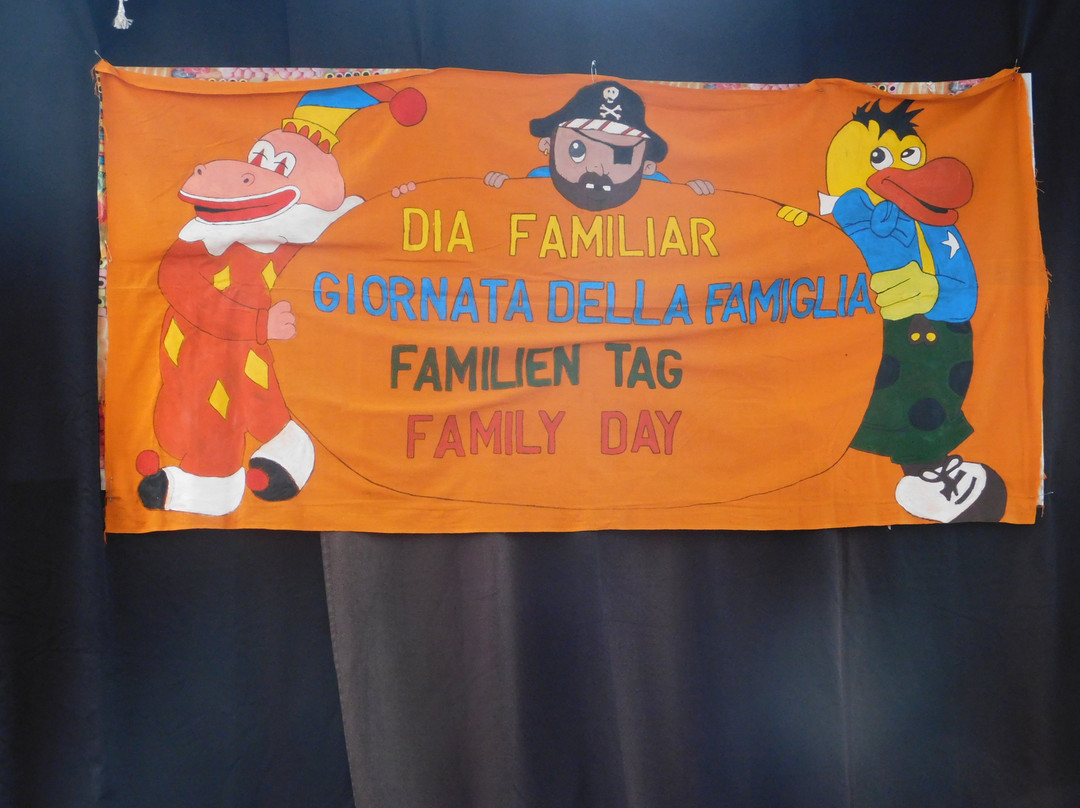 DIA FAMILIAR
GIORNATA DELLA FAMIGLIA
FAMILIEN TAG
FAMILY DAY